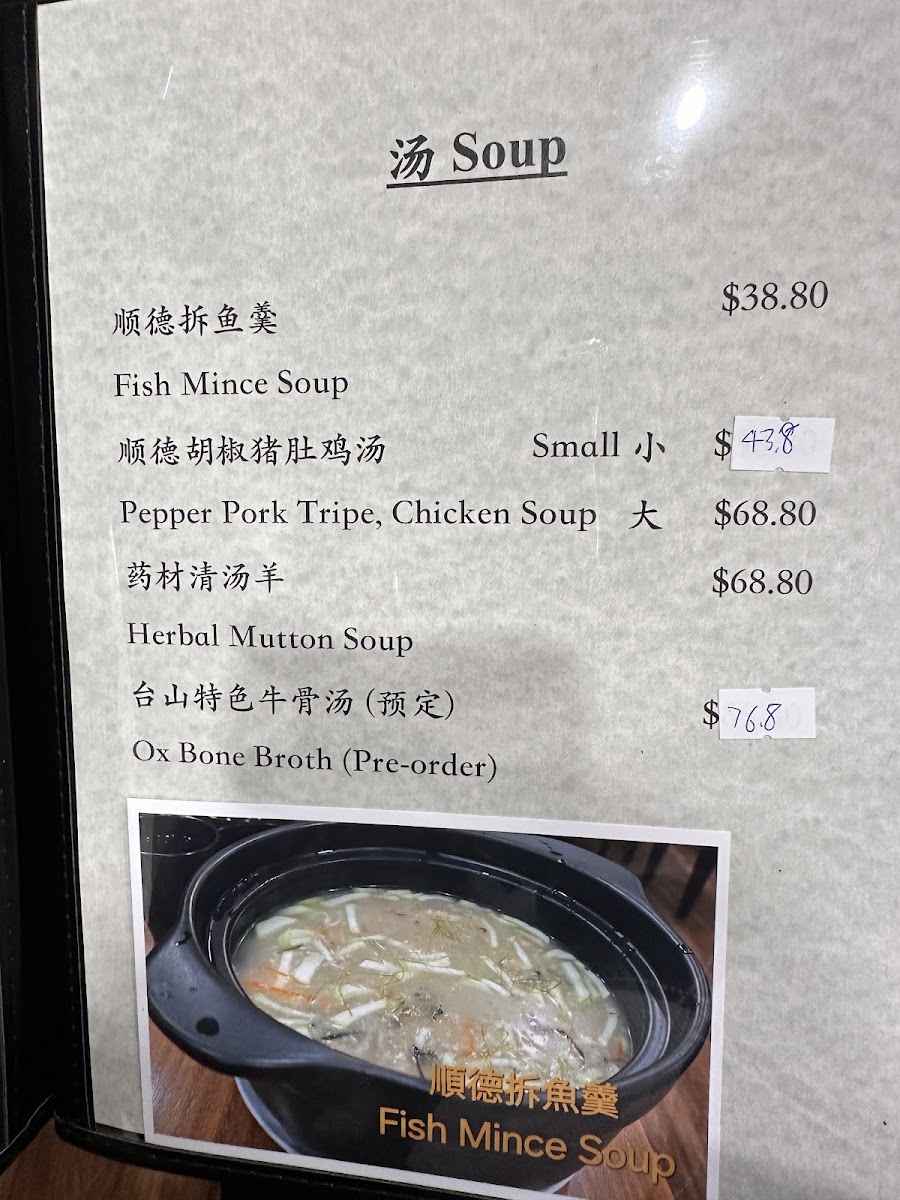 汤 Soup
顺德拆鱼羹 $38.80
Fish Mince Soup
顺德胡椒猪肚鸡汤 Small 小 $43.8
Pepper Pork Tripe, Chicken Soup 大 $68.80
药材清汤羊 $68.80
Herbal Mutton Soup
台山特色牛骨汤 (预定) $76.8
Ox Bone Broth (Pre-order)
順德拆魚羹
Fish Mince Soup